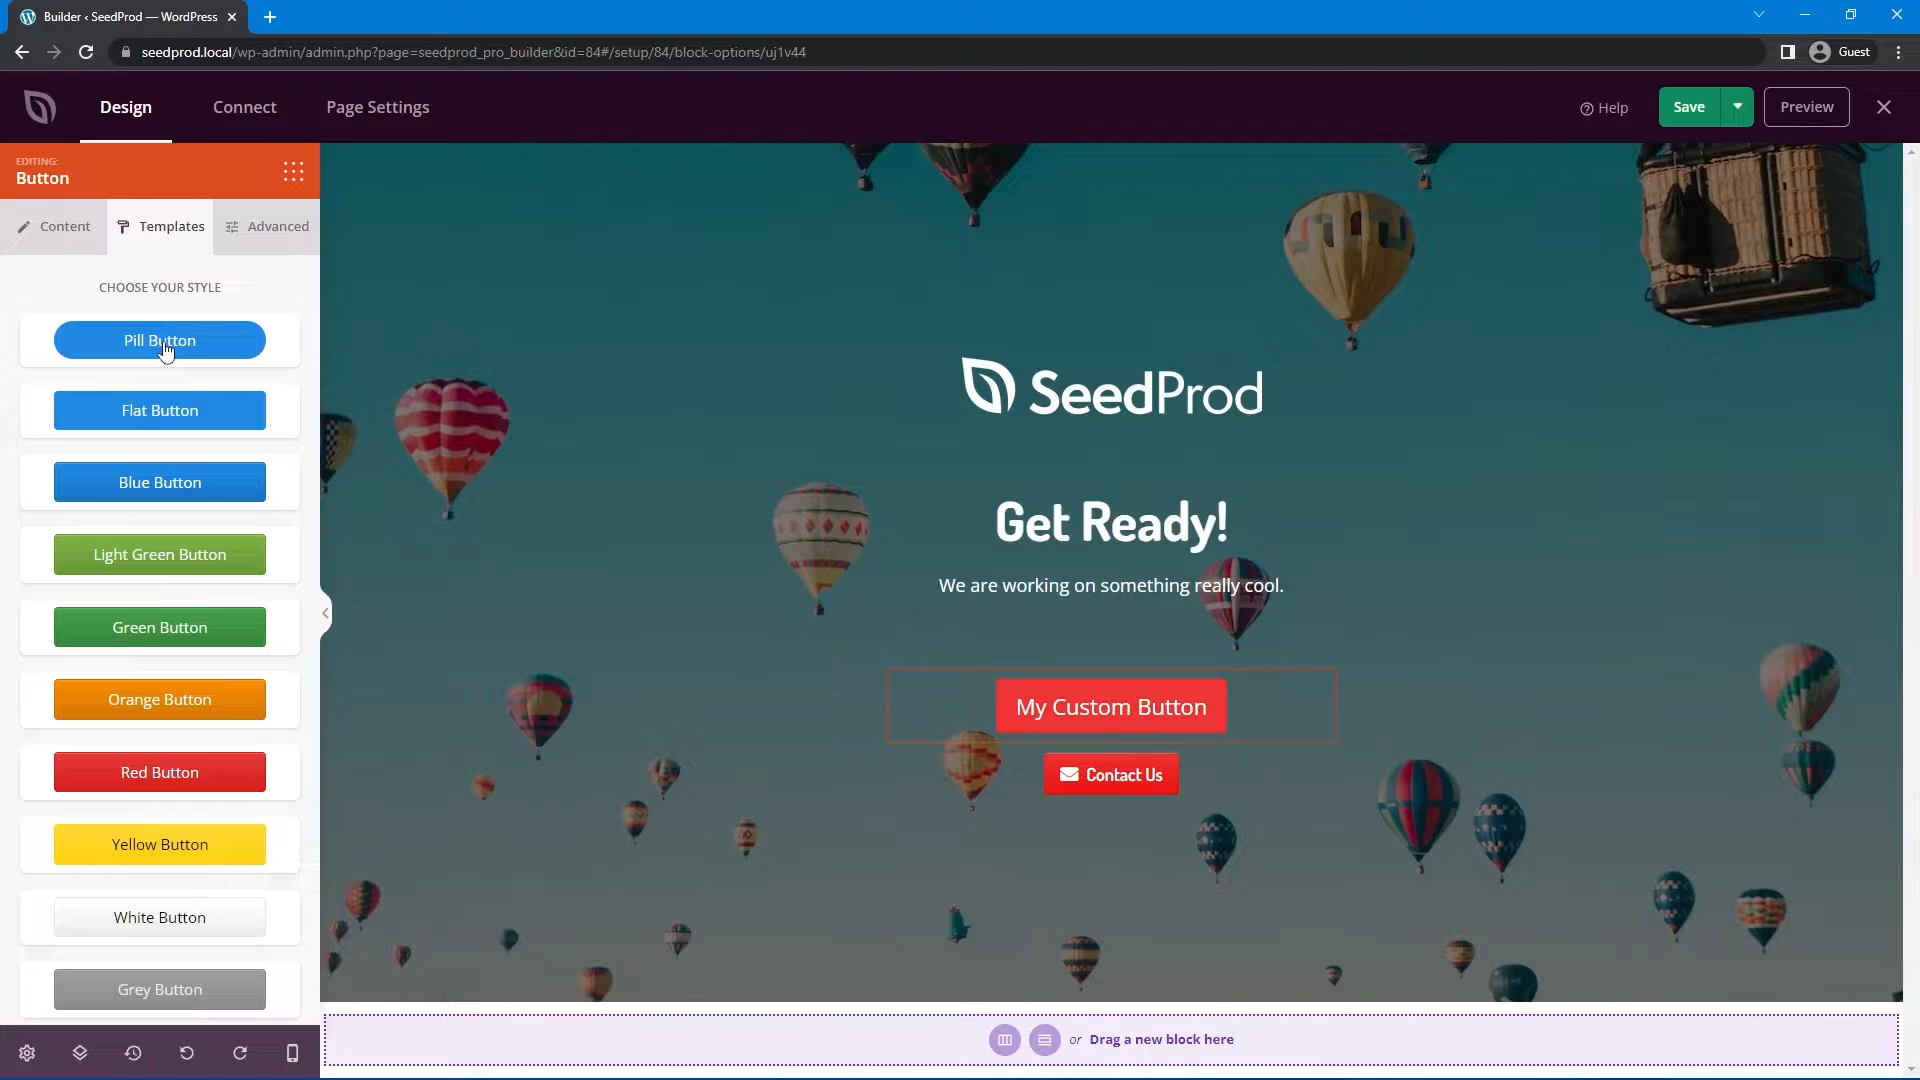 Builder ‹ SeedProd — WordPress
seedprod.local/wp-admin/admin.php?page=seedprod_pro_builder&id=84#/setup/84/block-options/uj1v44
Guest
Design
Connect
Page Settings
Help
Save
Preview
EDITING:
Button
Content
Templates
Advanced
CHOOSE YOUR STYLE
Pill Button
Flat Button
Blue Button
Light Green Button
Green Button
Orange Button
Red Button
Yellow Button
White Button
Grey Button
SeedProd
Get Ready!
We are working on something really cool.
My Custom Button
Contact Us
or Drag a new block here